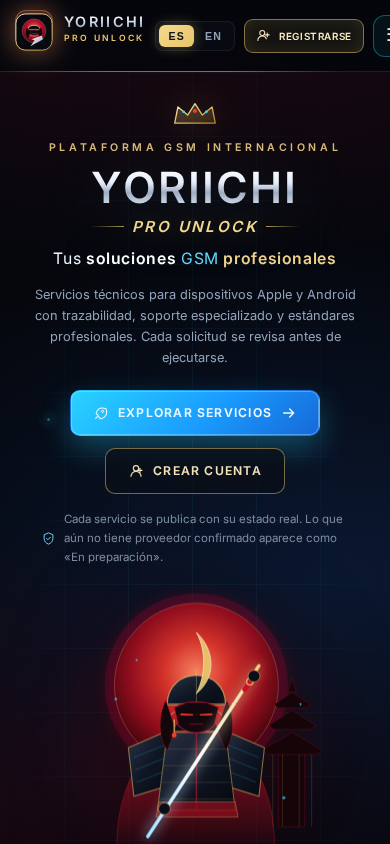 YORIICHI
PRO UNLOCK
ES EN
REGISTRARSE
PLATAFORMA GSM INTERNACIONAL
YORIICHI
PRO UNLOCK
Tus soluciones GSM profesionales
Servicios técnicos para dispositivos Apple y Android
con trazabilidad, soporte especializado y estándares
profesionales. Cada solicitud se revisa antes de
ejecutarse.
EXPLORAR SERVICIOS
CREAR CUENTA
Cada servicio se publica con su estado real. Lo que
aún no tiene proveedor confirmado aparece como
«En preparación».